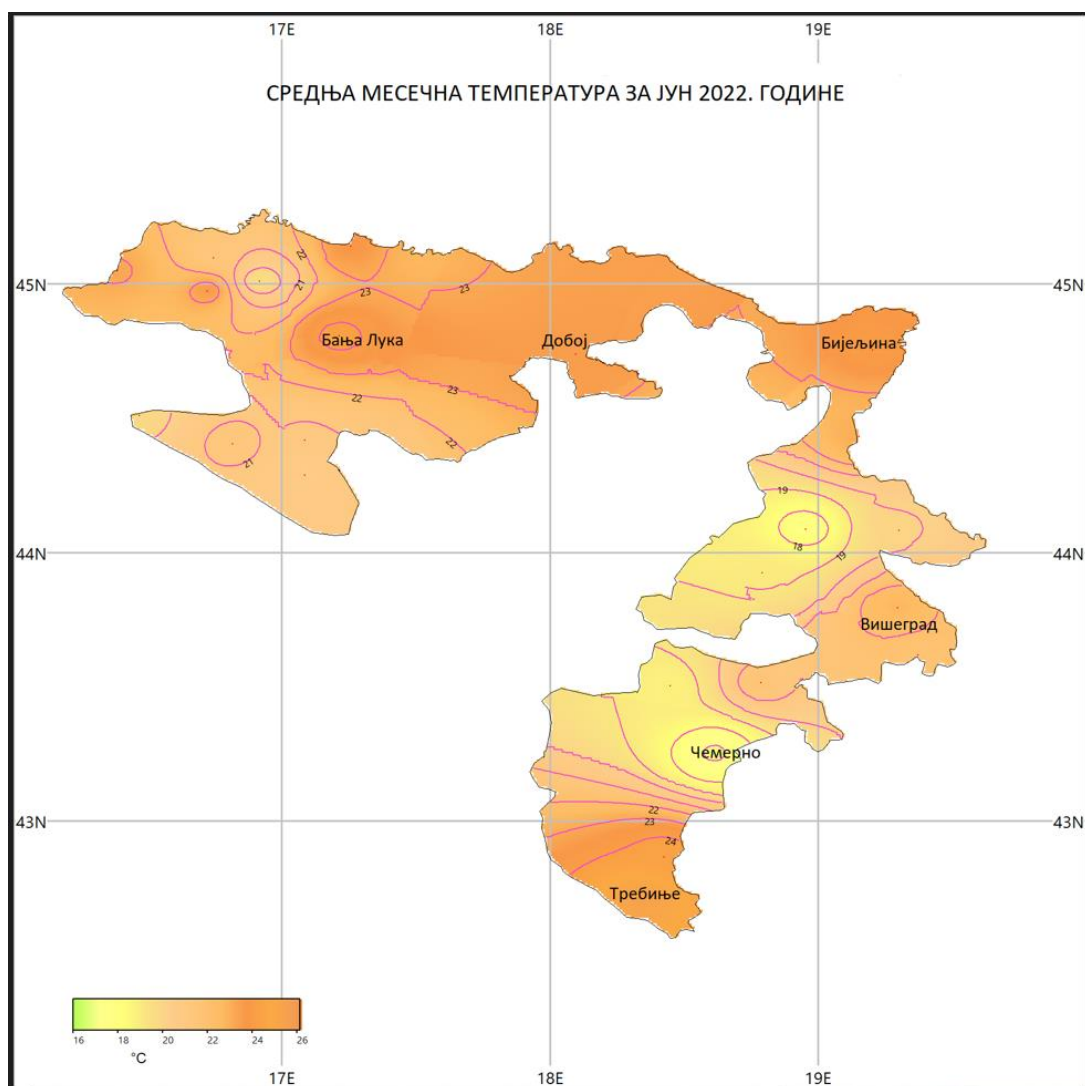 17E 18E 19E
СРЕДЊА МЕСЕЧНА ТЕМПЕРАТУРА ЗА ЈУН 2022. ГОДИНЕ
22
45N 21 45N
23 23
Бања Лука Добој Бијељина
23
22
22
21
19
18 19
44N 44N
Вишеград
Чемерно
22
43N 23 43N
24
Требиње
16 18 20 22 24 26
°C
17E 18E 19E